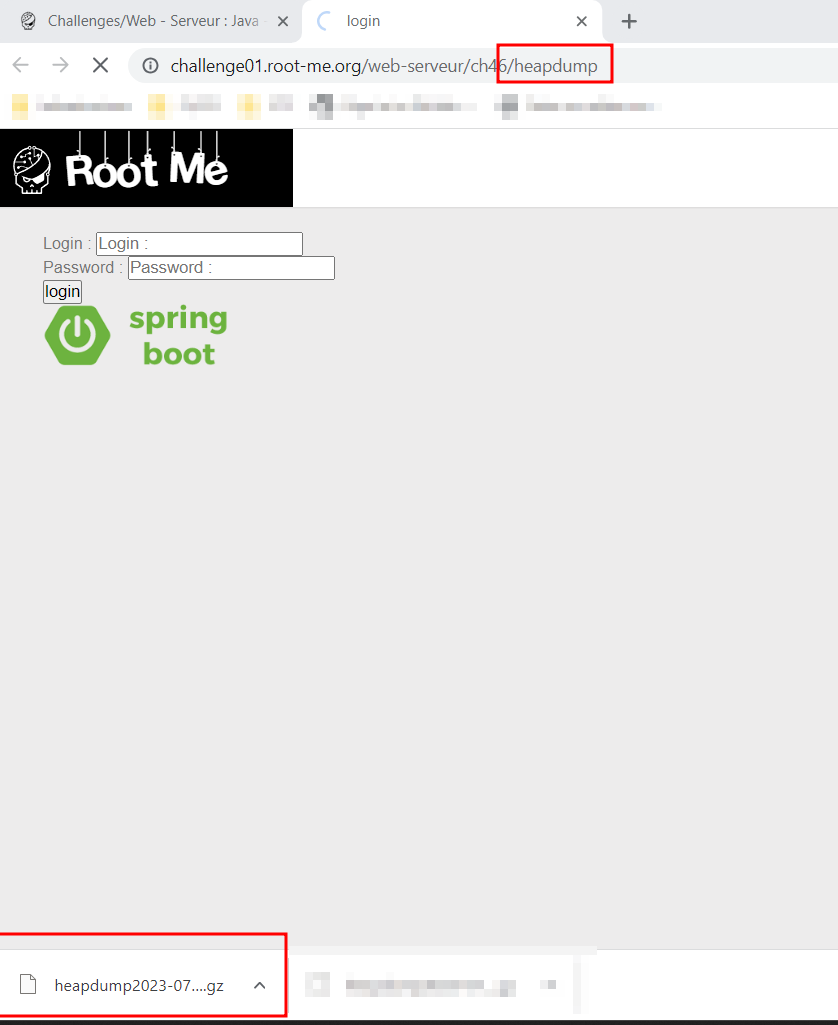 Challenges/Web - Serveur : Java -
login
challenge01.root-me.org/web-serveur/ch46/heapdump
Root Me
Login : Login :
Password : Password :
login
spring
boot
heapdump2023-07....gz